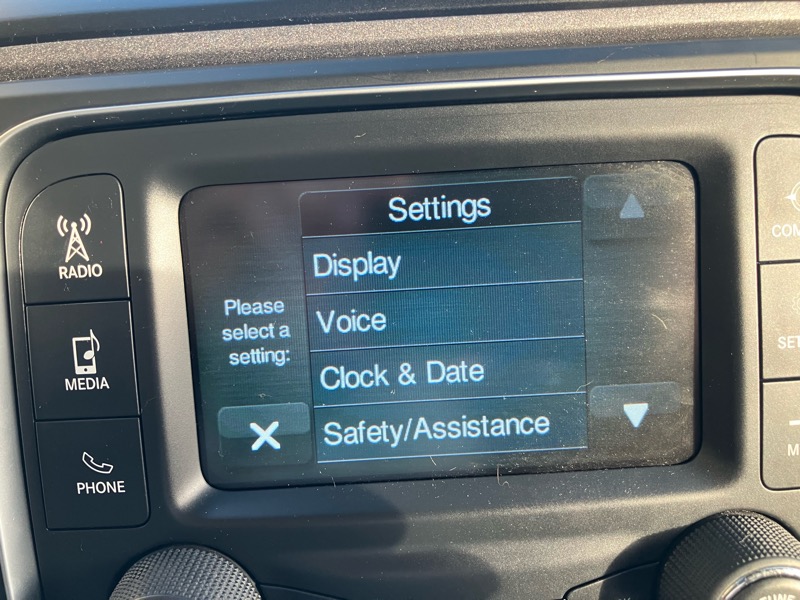 Settings
Display
Please
select a
setting:
Voice
Clock & Date
Safety/Assistance
RADIO
MEDIA
PHONE